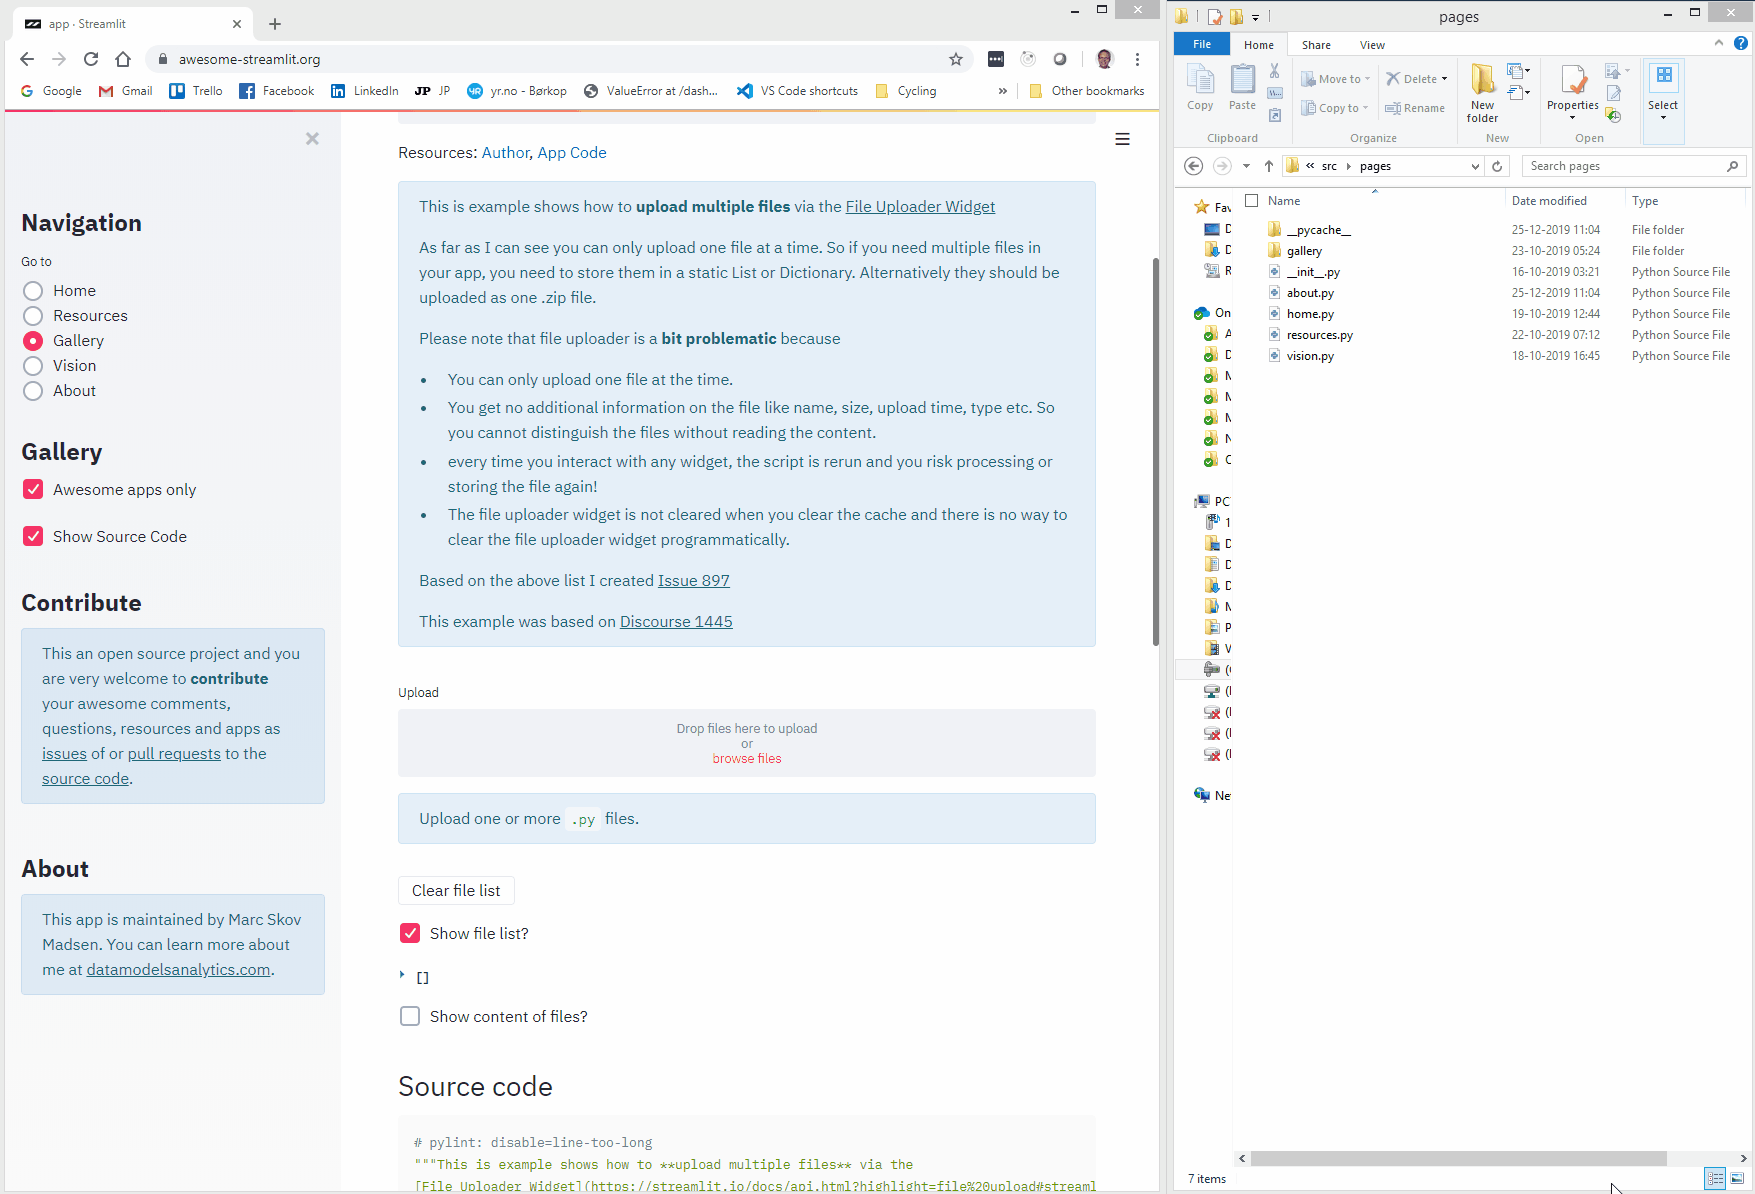 app · Streamlit
awesome-streamlit.org
Google
Gmail
Trello
Facebook
LinkedIn
JP JP
yr.no - Børkop
ValueError at /dash...
VS Code shortcuts
Cycling
»
Other bookmarks
Navigation
Go to
Home
Resources
Gallery
Vision
About
Gallery
Awesome apps only
Show Source Code
Contribute
This an open source project and you
are very welcome to contribute
your awesome comments,
questions, resources and apps as
issues of or pull requests to the
source code.
About
This app is maintained by Marc Skov
Madsen. You can learn more about
me at datamodelsanalytics.com.
Resources: Author, App Code
This is example shows how to upload multiple files via the File Uploader Widget
As far as I can see you can only upload one file at a time. So if you need multiple files in
your app, you need to store them in a static List or Dictionary. Alternatively they should be
uploaded as one .zip file.
Please note that file uploader is a bit problematic because
• You can only upload one file at the time.
• You get no additional information on the file like name, size, upload time, type etc. So
you cannot distinguish the files without reading the content.
• every time you interact with any widget, the script is rerun and you risk processing or
storing the file again!
• The file uploader widget is not cleared when you clear the cache and there is no way to
clear the file uploader widget programmatically.
Based on the above list I created Issue 897
This example was based on Discourse 1445
Upload
Drop files here to upload
or
browse files
Upload one or more .py files.
Clear file list
Show file list?
[]
Show content of files?
Source code
# pylint: disable=line-too-long
"""This is example shows how to **upload multiple files** via the
[File Uploader Widget](https://streamlit.io/docs/api.html?highlight=file%20upload#streaml
pages
File
Home
Share
View
Copy
Paste
Clipboard
Move to
Copy to
Delete
Rename
Organize
New
folder
New
Properties
Open
Select
« src
pages
Search pages
Name
Date modified
Type
__pycache__ 25-12-2019 11:04 File folder
gallery 23-10-2019 05:24 File folder
__init__.py 16-10-2019 03:21 Python Source File
about.py 25-12-2019 11:04 Python Source File
home.py 19-10-2019 12:44 Python Source File
resources.py 22-10-2019 07:12 Python Source File
vision.py 18-10-2019 16:45 Python Source File
Fav
D
D
R
On
A
D
M
M
M
N
C
PC
1
D
D
D
M
P
V
(
(
(
(
(
Ne
7 items